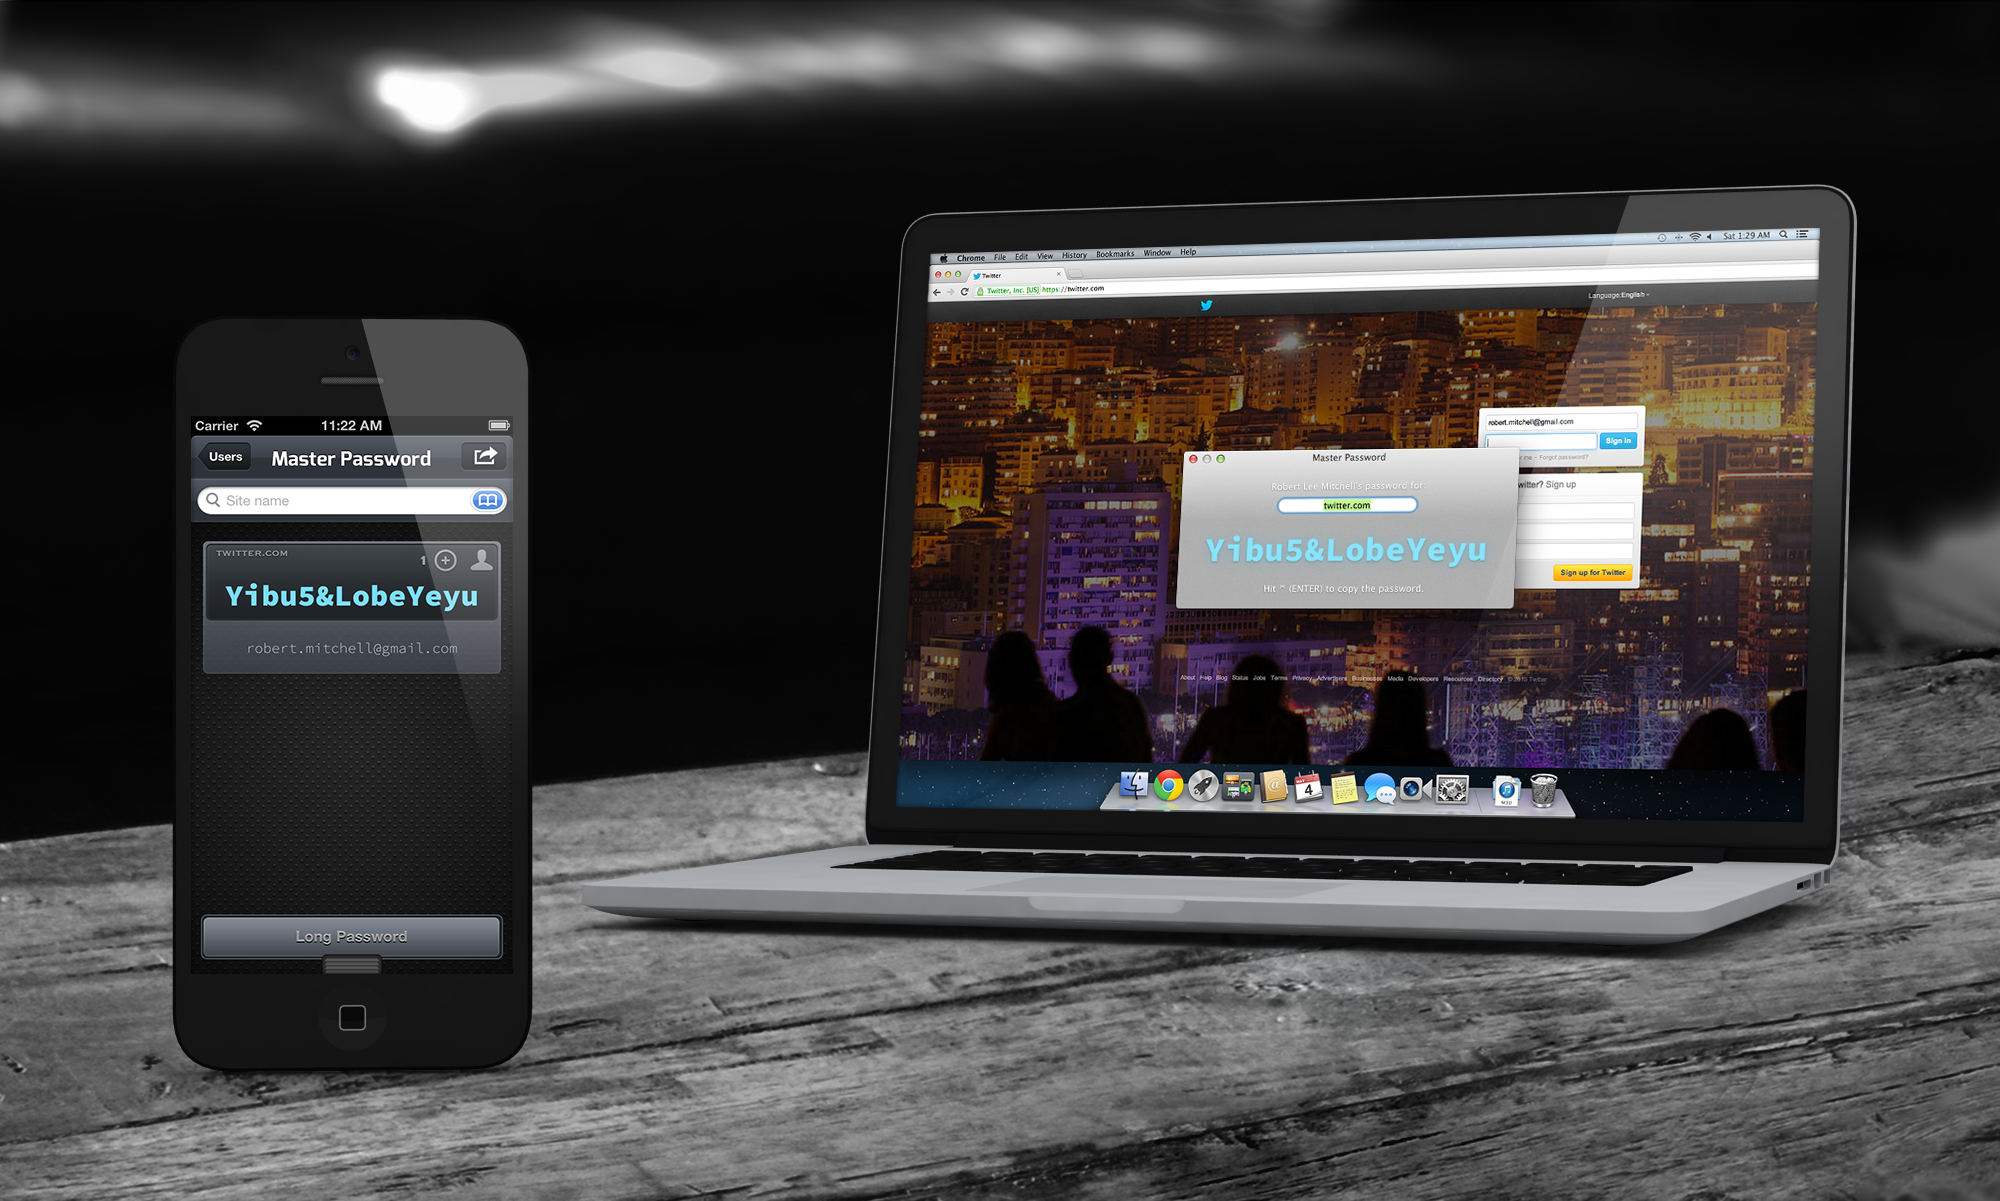 Carrier
11:22 AM
Users
Master Password
Site name
TWITTER.COM
1
Yibu5&LobeYeyu
robert.mitchell@gmail.com
Long Password
Chrome File Edit View History Bookmarks Window Help
Sat 1:29 AM
Twitter
Twitter, Inc. [US] https://twitter.com
Language: English
robert.mitchell@gmail.com
Sign In
me · Forgot password?
Master Password
Robert Lee Mitchell's password for:
twitter.com
Yibu5&LobeYeyu
Hit (ENTER) to copy the password.
Twitter? Sign up
Sign up for Twitter
About Help Blog Status Jobs Terms Privacy Advertisers Businesses Media Developers Resources Directory © 2013 Twitter
4